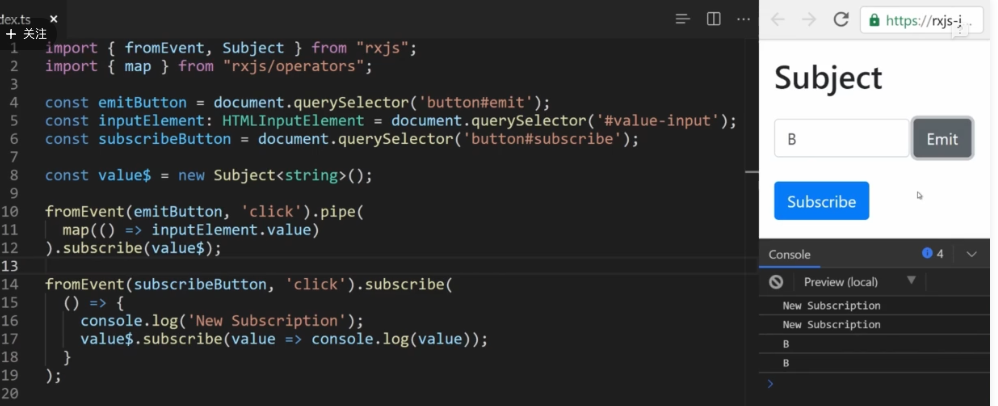 dex.ts ×
+ 关注
1 import { fromEvent, Subject } from "rxjs";
2 import { map } from "rxjs/operators";
3
4 const emitButton = document.querySelector('button#emit');
5 const inputElement: HTMLInputElement = document.querySelector('#value-input');
6 const subscribeButton = document.querySelector('button#subscribe');
7
8 const value$ = new Subject<string>();
9
10 fromEvent(emitButton, 'click').pipe(
11 map(() => inputElement.value)
12 ).subscribe(value$);
13
14 fromEvent(subscribeButton, 'click').subscribe(
15 () => {
16 console.log('New Subscription');
17 value$.subscribe(value => console.log(value));
18 }
19 );
20
https://rxjs-i...
Subject
B
Emit
Subscribe
Console 4
Preview (local)
New Subscription
New Subscription
B
B